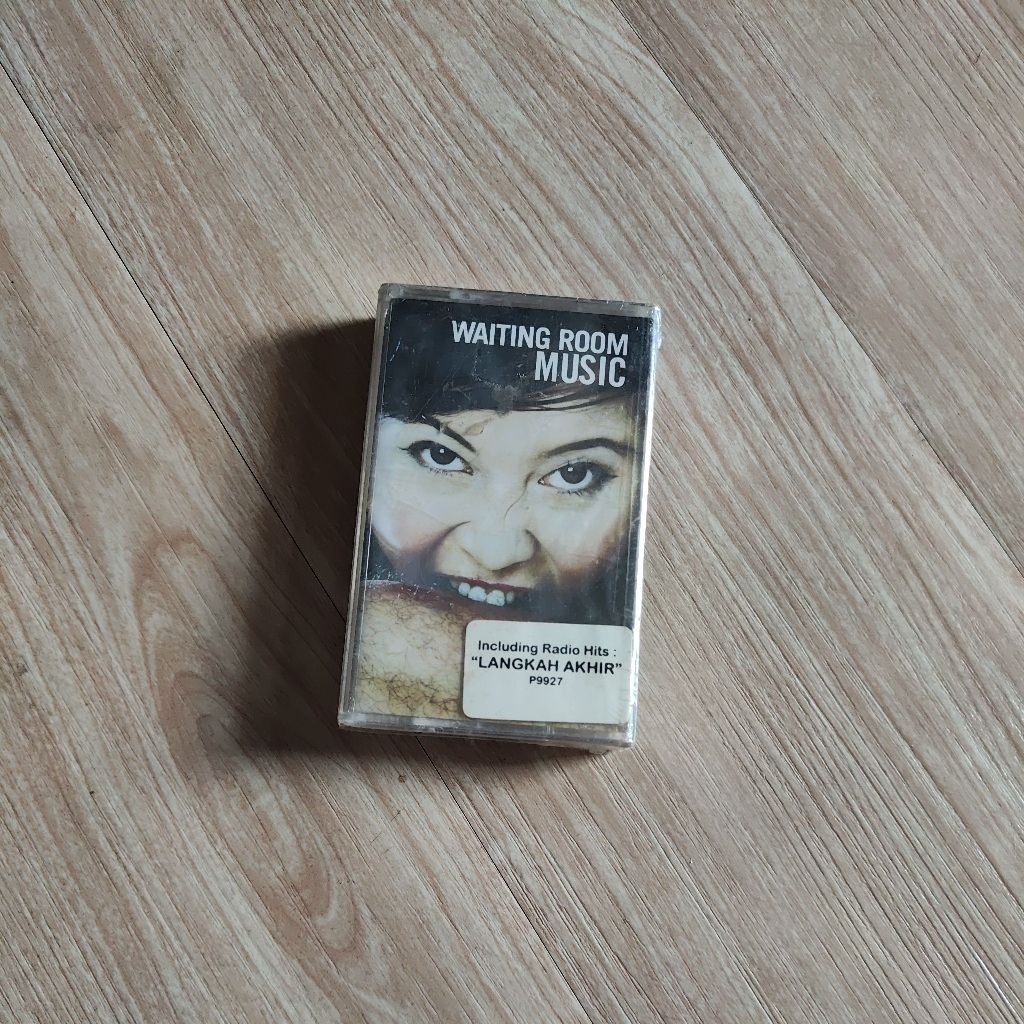 WAITING ROOM
MUSIC
Including Radio Hits :
“LANGKAH AKHIR”
P9927